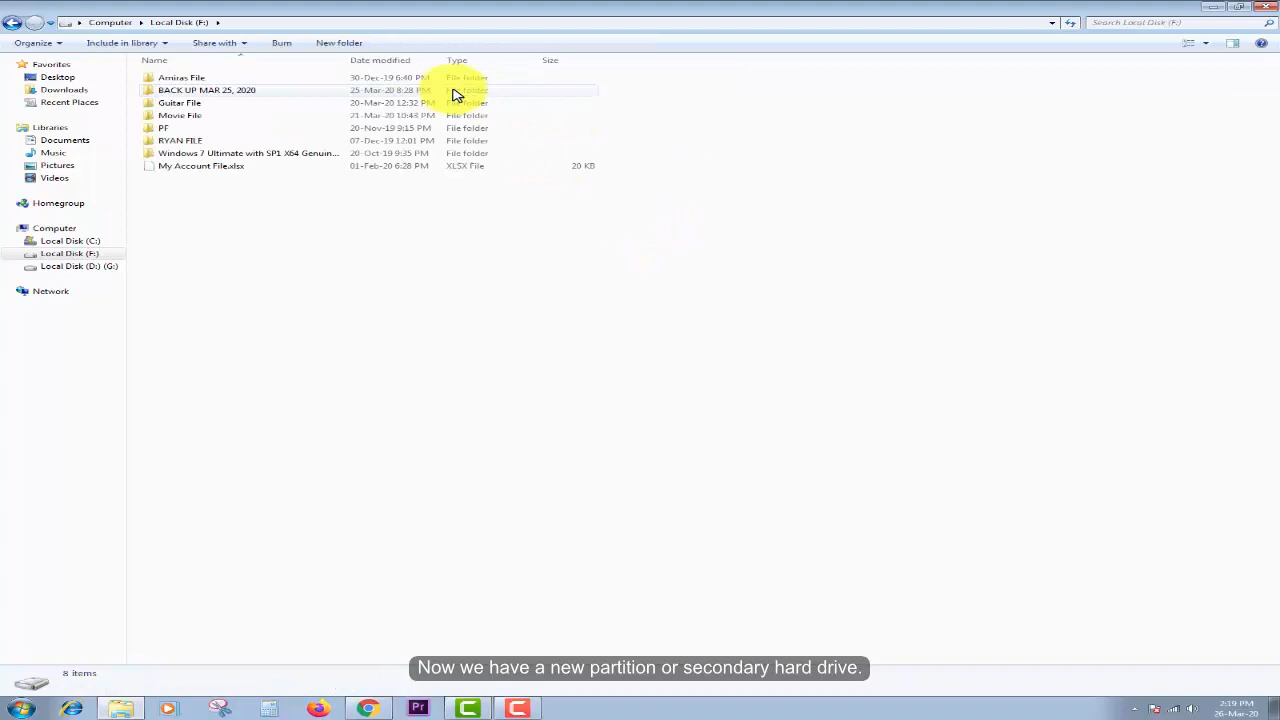 Computer Local Disk (F:) Search Local Disk (F:)
Organize Include in library Share with Burn New folder
Name Date modified Type Size
Favorites
Desktop
Downloads
Recent Places
Libraries
Documents
Music
Pictures
Videos
Homegroup
Computer
Local Disk (C:)
Local Disk (F:)
Local Disk (D:) (G:)
Network
Amiras File 30-Dec-19 6:40 PM File folder
BACK UP MAR 25, 2020 25-Mar-20 8:28 PM File folder
Guitar File 20-Mar-20 12:32 PM File folder
Movie File 21-Mar-20 10:43 PM File folder
PF 20-Nov-19 9:15 PM File folder
RYAN FILE 07-Dec-19 12:01 PM File folder
Windows 7 Ultimate with SP1 X64 Genuin... 20-Oct-19 9:35 PM File folder
My Account File.xlsx 01-Feb-20 6:28 PM XLSX File 20 KB
Now we have a new partition or secondary hard drive.
8 items
Pr
2:19 PM
26-Mar-20